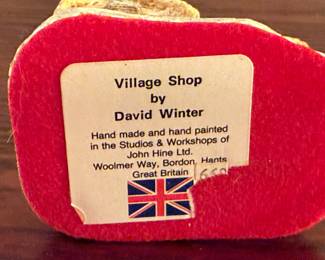 Village Shop
by
David Winter
Hand made and hand painted
in the Studios & Workshops of
John Hine Ltd.
Woolmer Way, Bordon, Hants
Great Britain